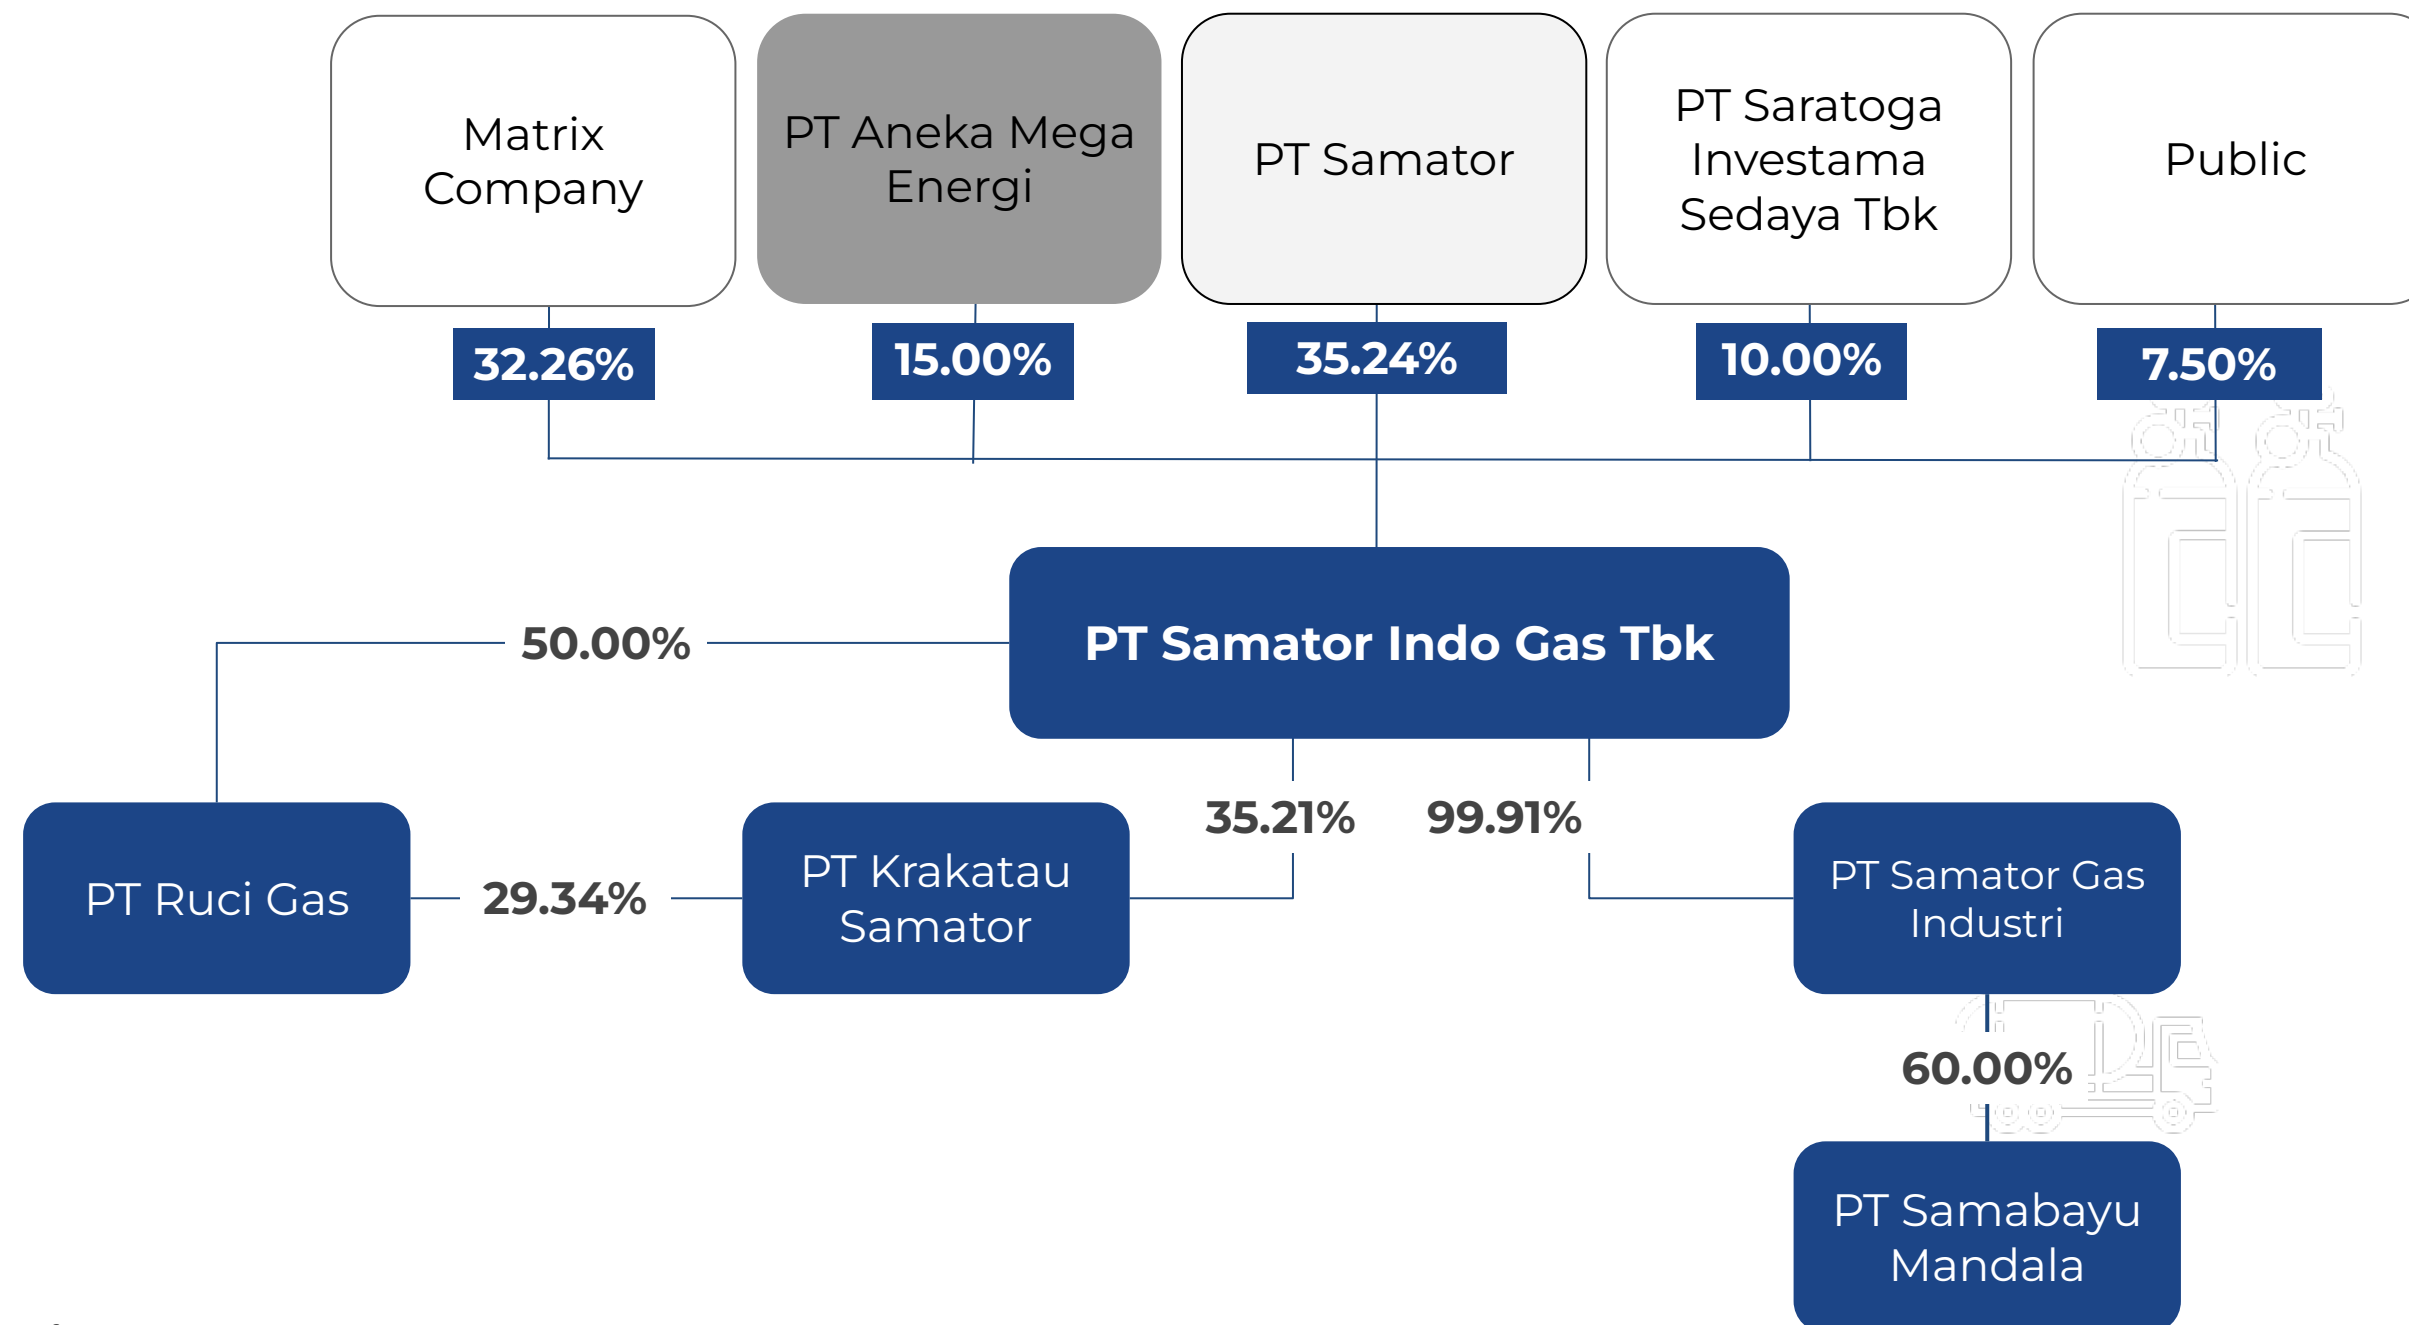 Matrix
Company
PT Aneka Mega
Energi
PT Samator
PT Saratoga
Investama
Sedaya Tbk
Public
32.26%
15.00%
35.24%
10.00%
7.50%
50.00%
PT Samator Indo Gas Tbk
35.21%
99.91%
PT Ruci Gas
29.34%
PT Krakatau
Samator
PT Samator Gas
Industri
60.00%
PT Samabayu
Mandala